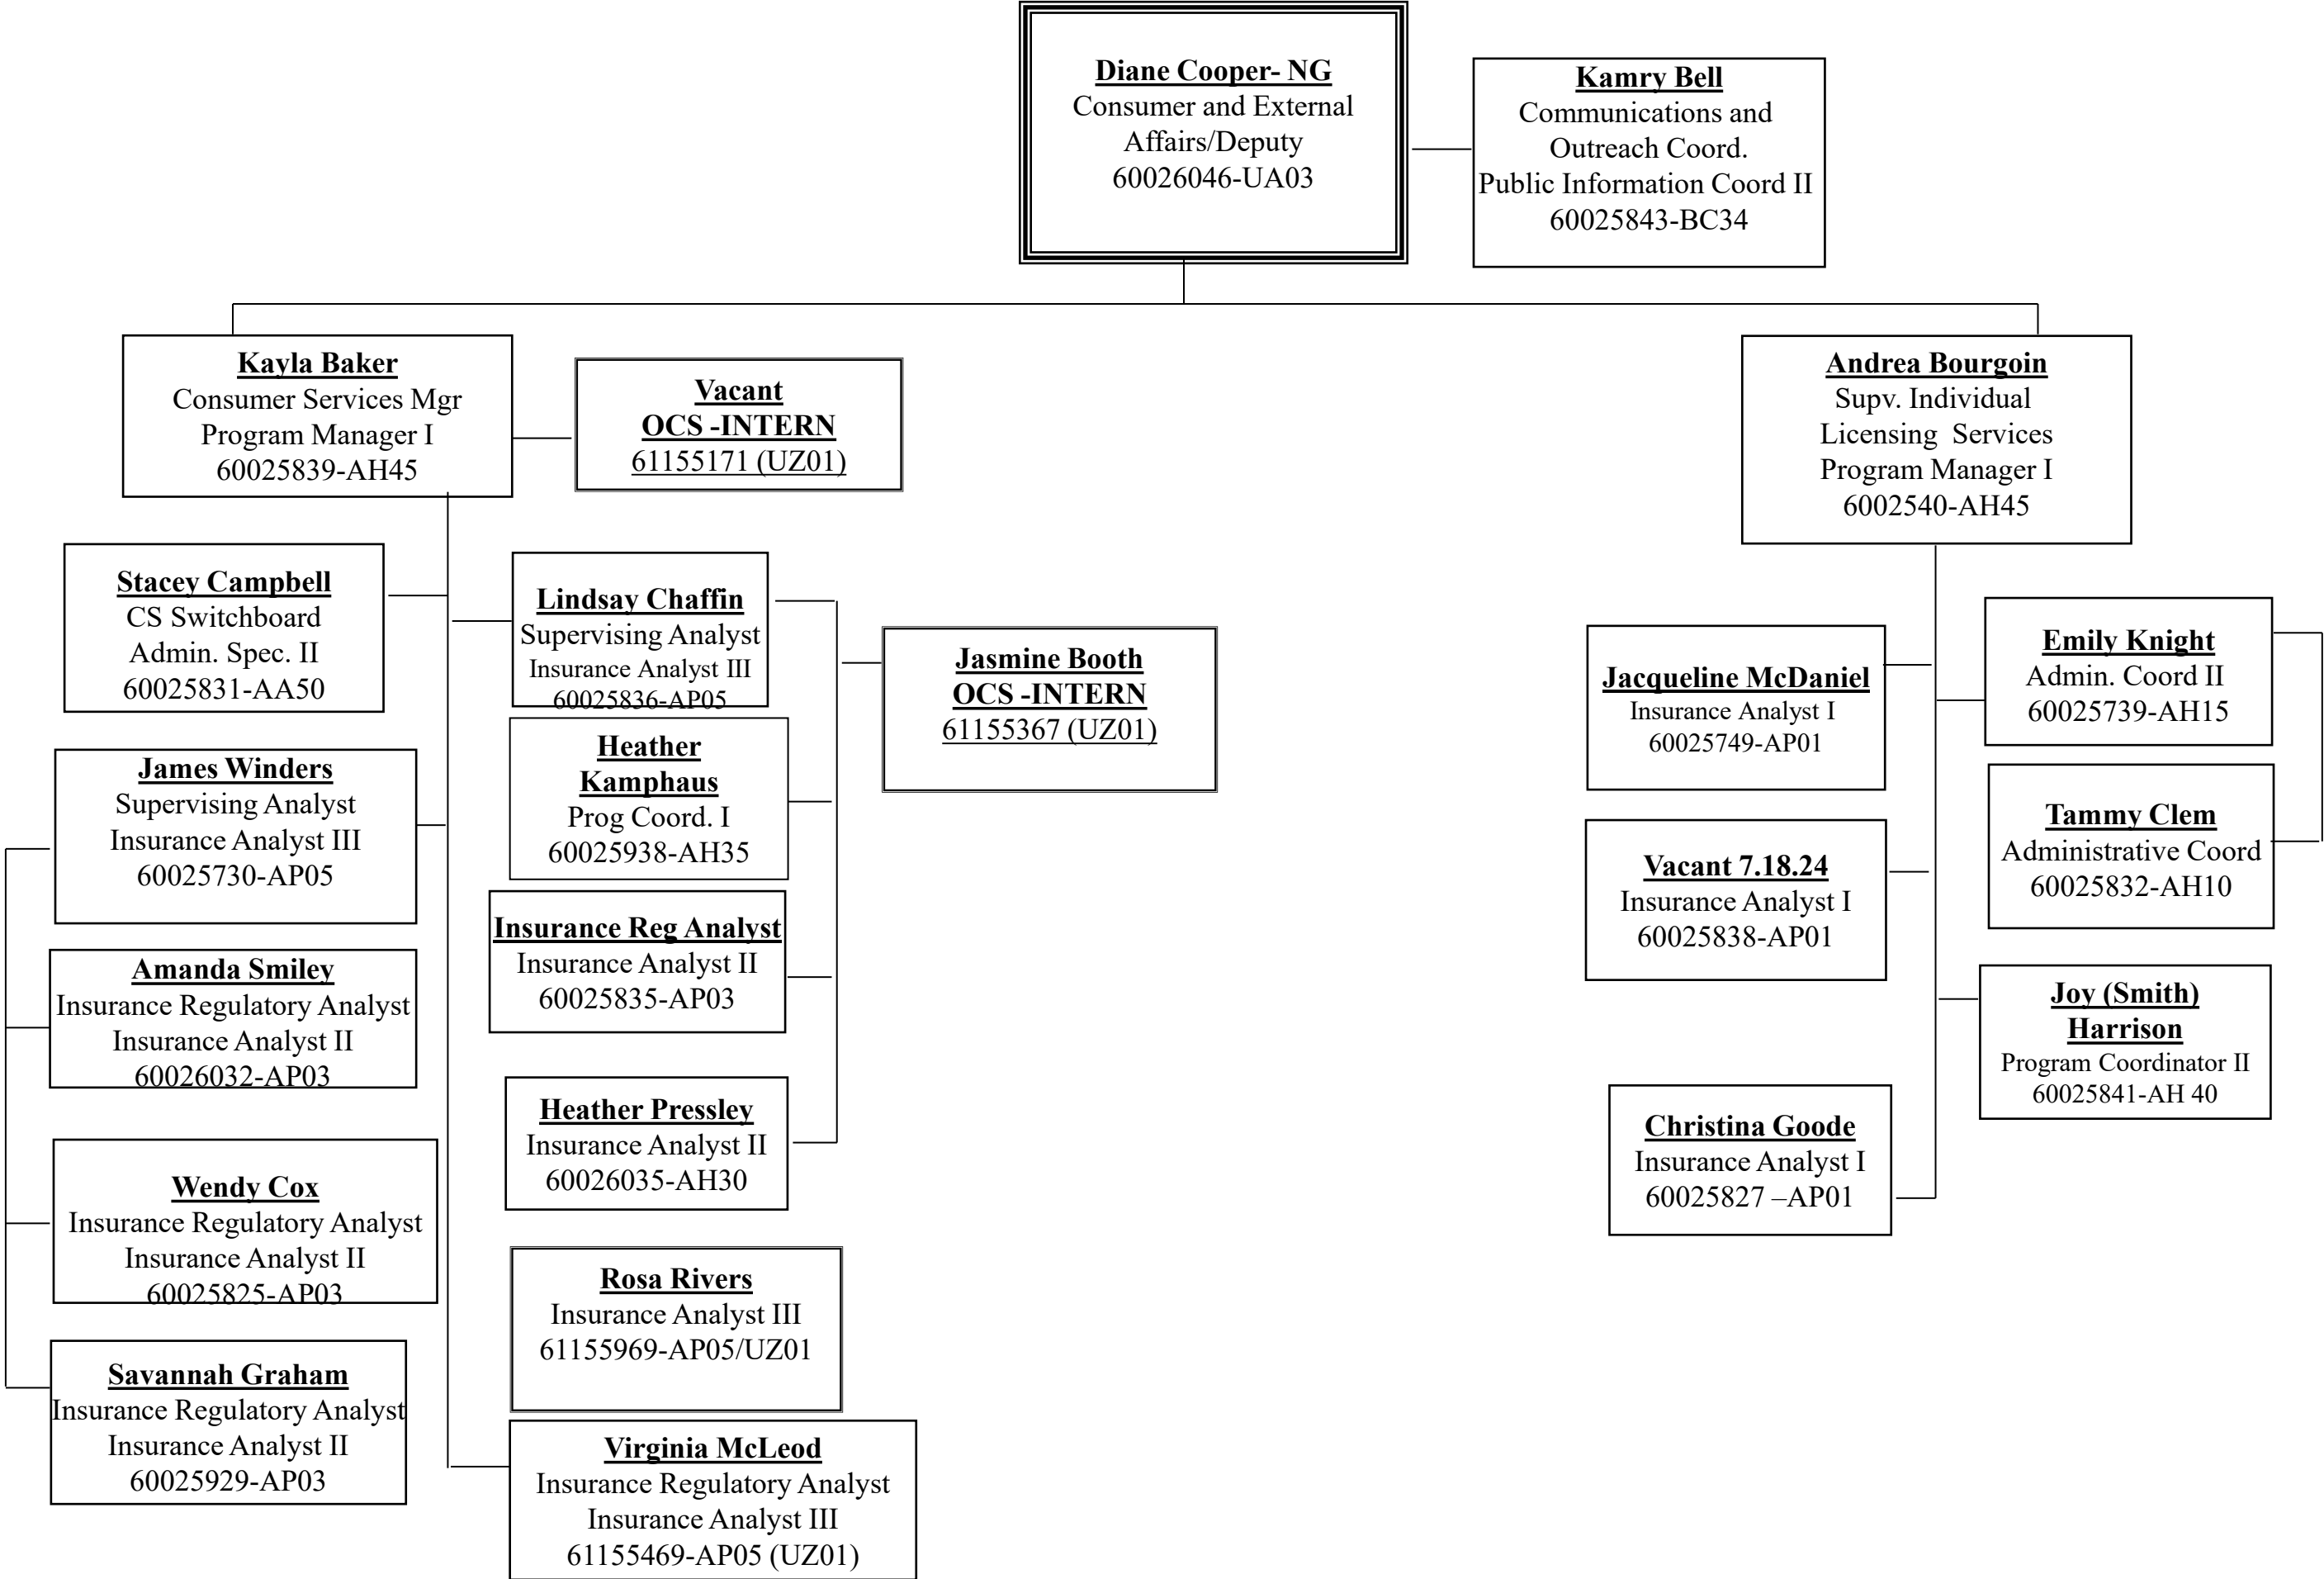 Diane Cooper- NG
Consumer and External
Affairs/Deputy
60026046-UA03
Kamry Bell
Communications and
Outreach Coord.
Public Information Coord II
60025843-BC34
Kayla Baker
Consumer Services Mgr
Program Manager I
60025839-AH45
Vacant
OCS -INTERN
61155171 (UZ01)
Andrea Bourgoin
Supv. Individual
Licensing  Services
Program Manager I
6002540-AH45
Stacey Campbell
CS Switchboard
Admin. Spec. II
60025831-AA50
Lindsay Chaffin
Supervising Analyst
Insurance Analyst III
60025836-AP05
Jasmine Booth
OCS -INTERN
61155367 (UZ01)
Jacqueline McDaniel
Insurance Analyst I
60025749-AP01
Emily Knight
Admin. Coord II
60025739-AH15
James Winders
Supervising Analyst
Insurance Analyst III
60025730-AP05
Heather
Kamphaus
Prog Coord. I
60025938-AH35
Vacant 7.18.24
Insurance Analyst I
60025838-AP01
Tammy Clem
Administrative Coord
60025832-AH10
Amanda Smiley
Insurance Regulatory Analyst
Insurance Analyst II
60026032-AP03
Insurance Reg Analyst
Insurance Analyst II
60025835-AP03
Joy (Smith)
Harrison
Program Coordinator II
60025841-AH 40
Wendy Cox
Insurance Regulatory Analyst
Insurance Analyst II
60025825-AP03
Heather Pressley
Insurance Analyst II
60026035-AH30
Christina Goode
Insurance Analyst I
60025827 –AP01
Rosa Rivers
Insurance Analyst III
61155969-AP05/UZ01
Savannah Graham
Insurance Regulatory Analyst
Insurance Analyst II
60025929-AP03
Virginia McLeod
Insurance Regulatory Analyst
Insurance Analyst III
61155469-AP05 (UZ01)